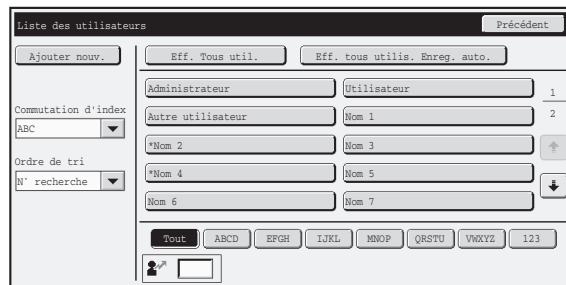 Liste des utilisateurs
Précédent
Ajouter nouv.
Eff. Tous util.
Eff. tous utilis. Enreg. auto.
Commutation d'index
ABC
Ordre de tri
N° recherche
Administrateur
Utilisateur
Autre utilisateur
Nom 1
*Nom 2
Nom 3
*Nom 4
Nom 5
Nom 6
Nom 7
1
2
Tout
ABCD
EFGH
IJKL
MNOP
QRSTU
VWXYZ
123